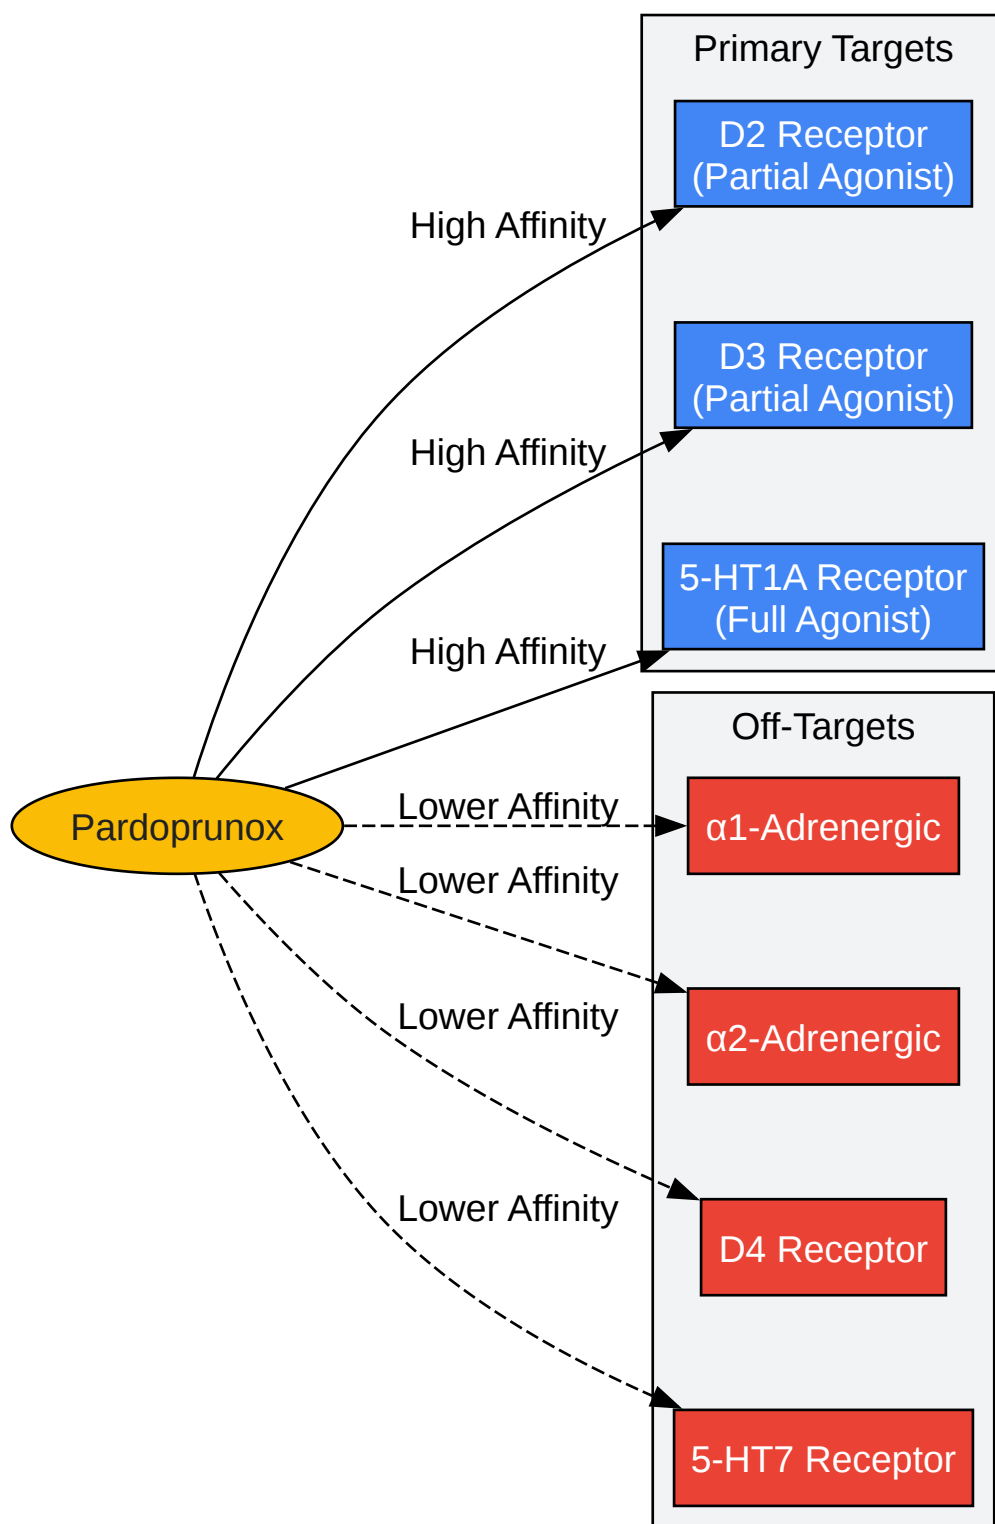 Primary Targets
D2 Receptor
(Partial Agonist)
High Affinity
D3 Receptor
(Partial Agonist)
High Affinity
5-HT1A Receptor
(Full Agonist)
High Affinity
Off-Targets
Pardoprunox
Lower Affinity
α1-Adrenergic
Lower Affinity
α2-Adrenergic
Lower Affinity
D4 Receptor
Lower Affinity
5-HT7 Receptor